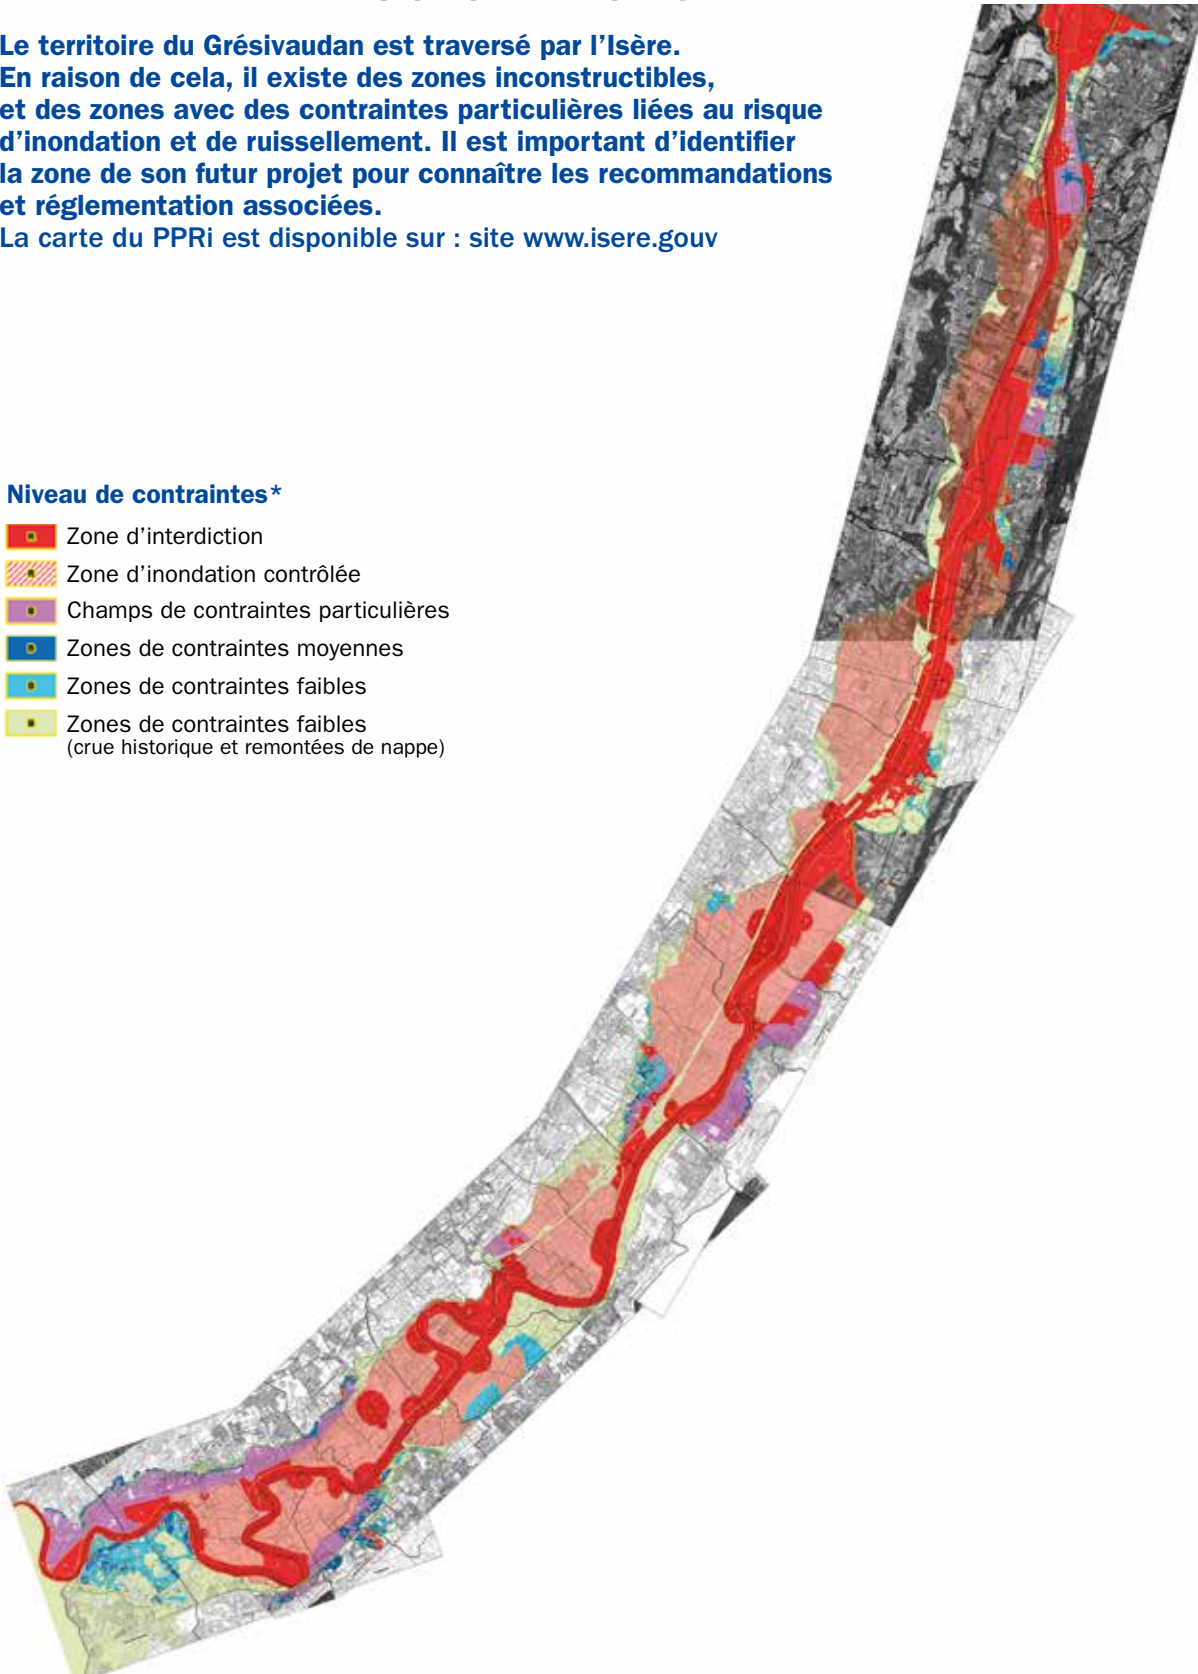 Le territoire du Grésivaudan est traversé par l’Isère.
En raison de cela, il existe des zones inconstructibles,
et des zones avec des contraintes particulières liées au risque
d’inondation et de ruissellement. Il est important d’identifier
la zone de son futur projet pour connaître les recommandations
et réglementation associées.
La carte du PPRi est disponible sur : site www.isere.gouv
Niveau de contraintes*
Zone d’interdiction
Zone d’inondation contrôlée
Champs de contraintes particulières
Zones de contraintes moyennes
Zones de contraintes faibles
Zones de contraintes faibles
(crue historique et remontées de nappe)